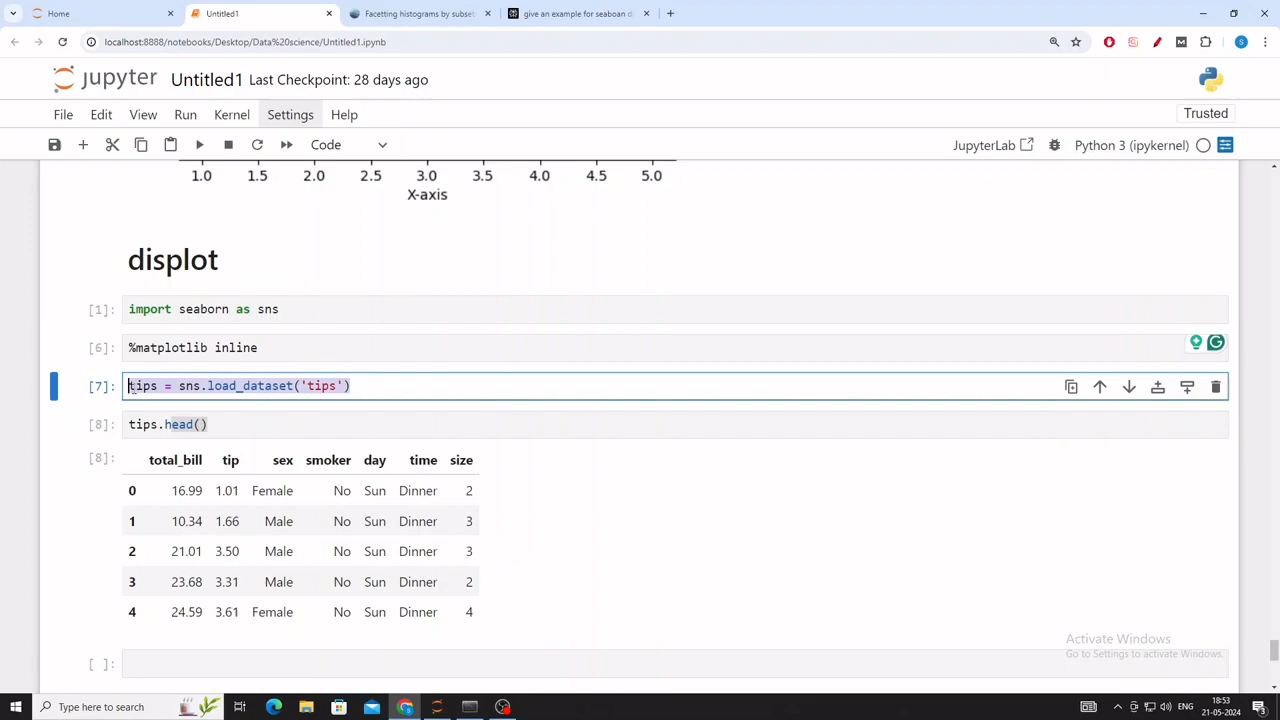 Home
Untitled1
Facetting histograms by subset
give an example for seaboan di
localhost:8888/notebooks/Desktop/Data%20science/Untitled1.ipynb
jupyter Untitled1 Last Checkpoint: 28 days ago
File Edit View Run Kernel Settings Help
Trusted
Code
JupyterLab
Python 3 (ipykernel)
1.0 1.5 2.0 2.5 3.0 3.5 4.0 4.5 5.0
X-axis
displot
[1]: import seaborn as sns
[6]: %matplotlib inline
[7]: tips = sns.load_dataset('tips')
[8]: tips.head()
[8]: total_bill tip sex smoker day time size
0 16.99 1.01 Female No Sun Dinner 2
1 10.34 1.66 Male No Sun Dinner 3
2 21.01 3.50 Male No Sun Dinner 3
3 23.68 3.31 Male No Sun Dinner 2
4 24.59 3.61 Female No Sun Dinner 4
Activate Windows
Go to Settings to activate Windows.
[ ]:
Type here to search
18:53
21-05-2024